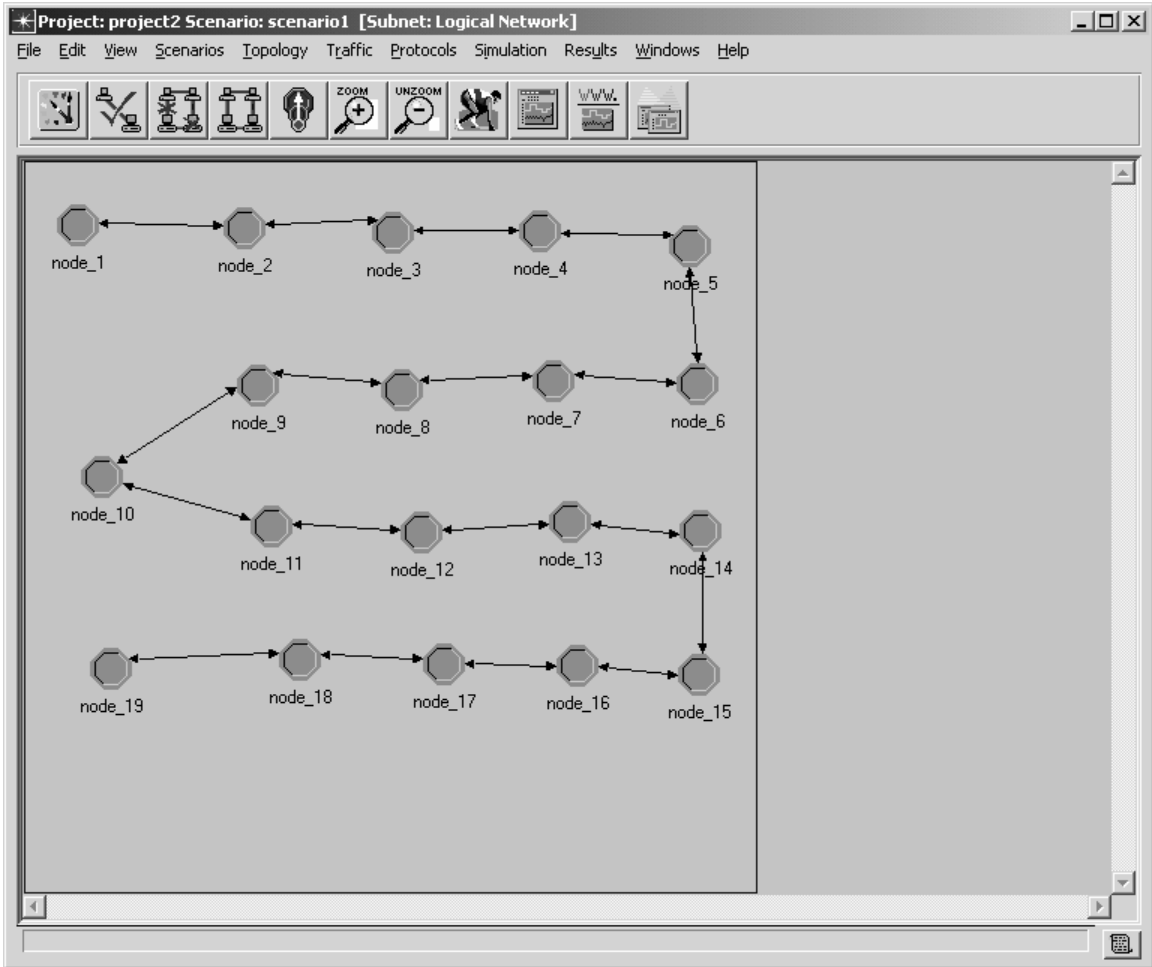 Project: project2 Scenario: scenario1 [Subnet: Logical Network]
File Edit View Scenarios Topology Traffic Protocols Simulation Results Windows Help
ZOOM UNZOOM WWW.
node_1 node_2 node_3 node_4 node_5
node_9 node_8 node_7 node_6
node_10
node_11 node_12 node_13 node_14
node_19 node_18 node_17 node_16 node_15